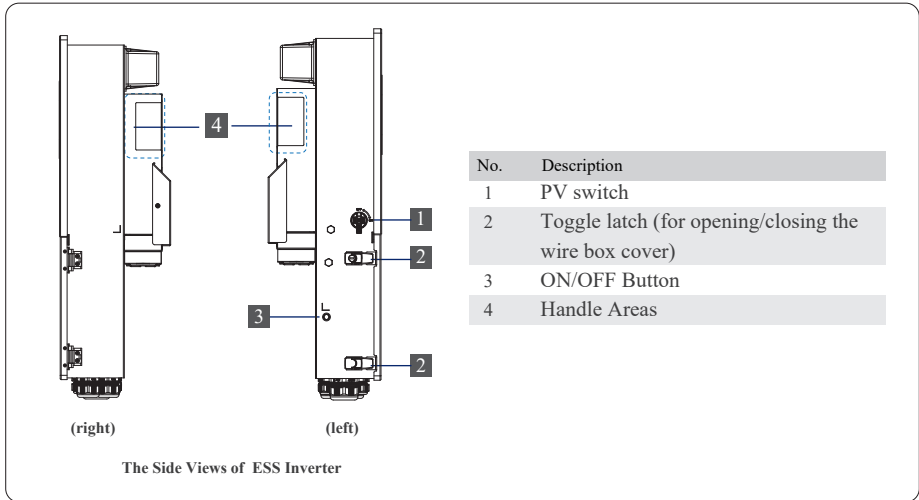 4
1
2
3
2
(right)
(left)
The Side Views of ESS Inverter
No. Description
1 PV switch
2 Toggle latch (for opening/closing the
wire box cover)
3 ON/OFF Button
4 Handle Areas